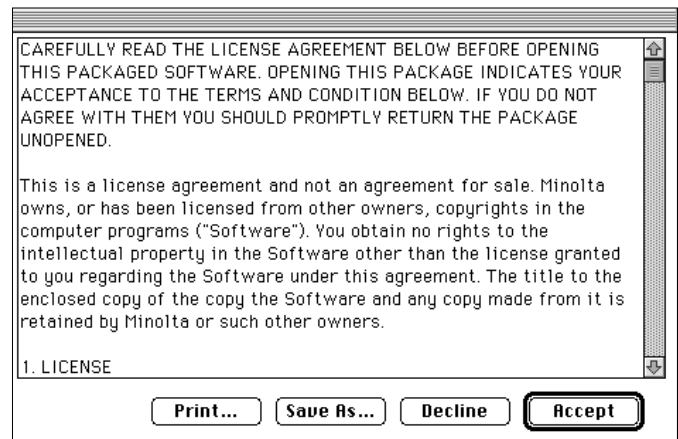 CAREFULLY READ THE LICENSE AGREEMENT BELOW BEFORE OPENING
THIS PACKAGED SOFTWARE. OPENING THIS PACKAGE INDICATES YOUR
ACCEPTANCE TO THE TERMS AND CONDITION BELOW. IF YOU DO NOT
AGREE WITH THEM YOU SHOULD PROMPTLY RETURN THE PACKAGE
UNOPENED.
This is a license agreement and not an agreement for sale. Minolta
owns, or has been licensed from other owners, copyrights in the
computer programs ("Software"). You obtain no rights to the
intellectual property in the Software other than the license granted
to you regarding the Software under this agreement. The title to the
enclosed copy of the copy the Software and any copy made from it is
retained by Minolta or such other owners.
1. LICENSE
Print... Save As... Decline Accept